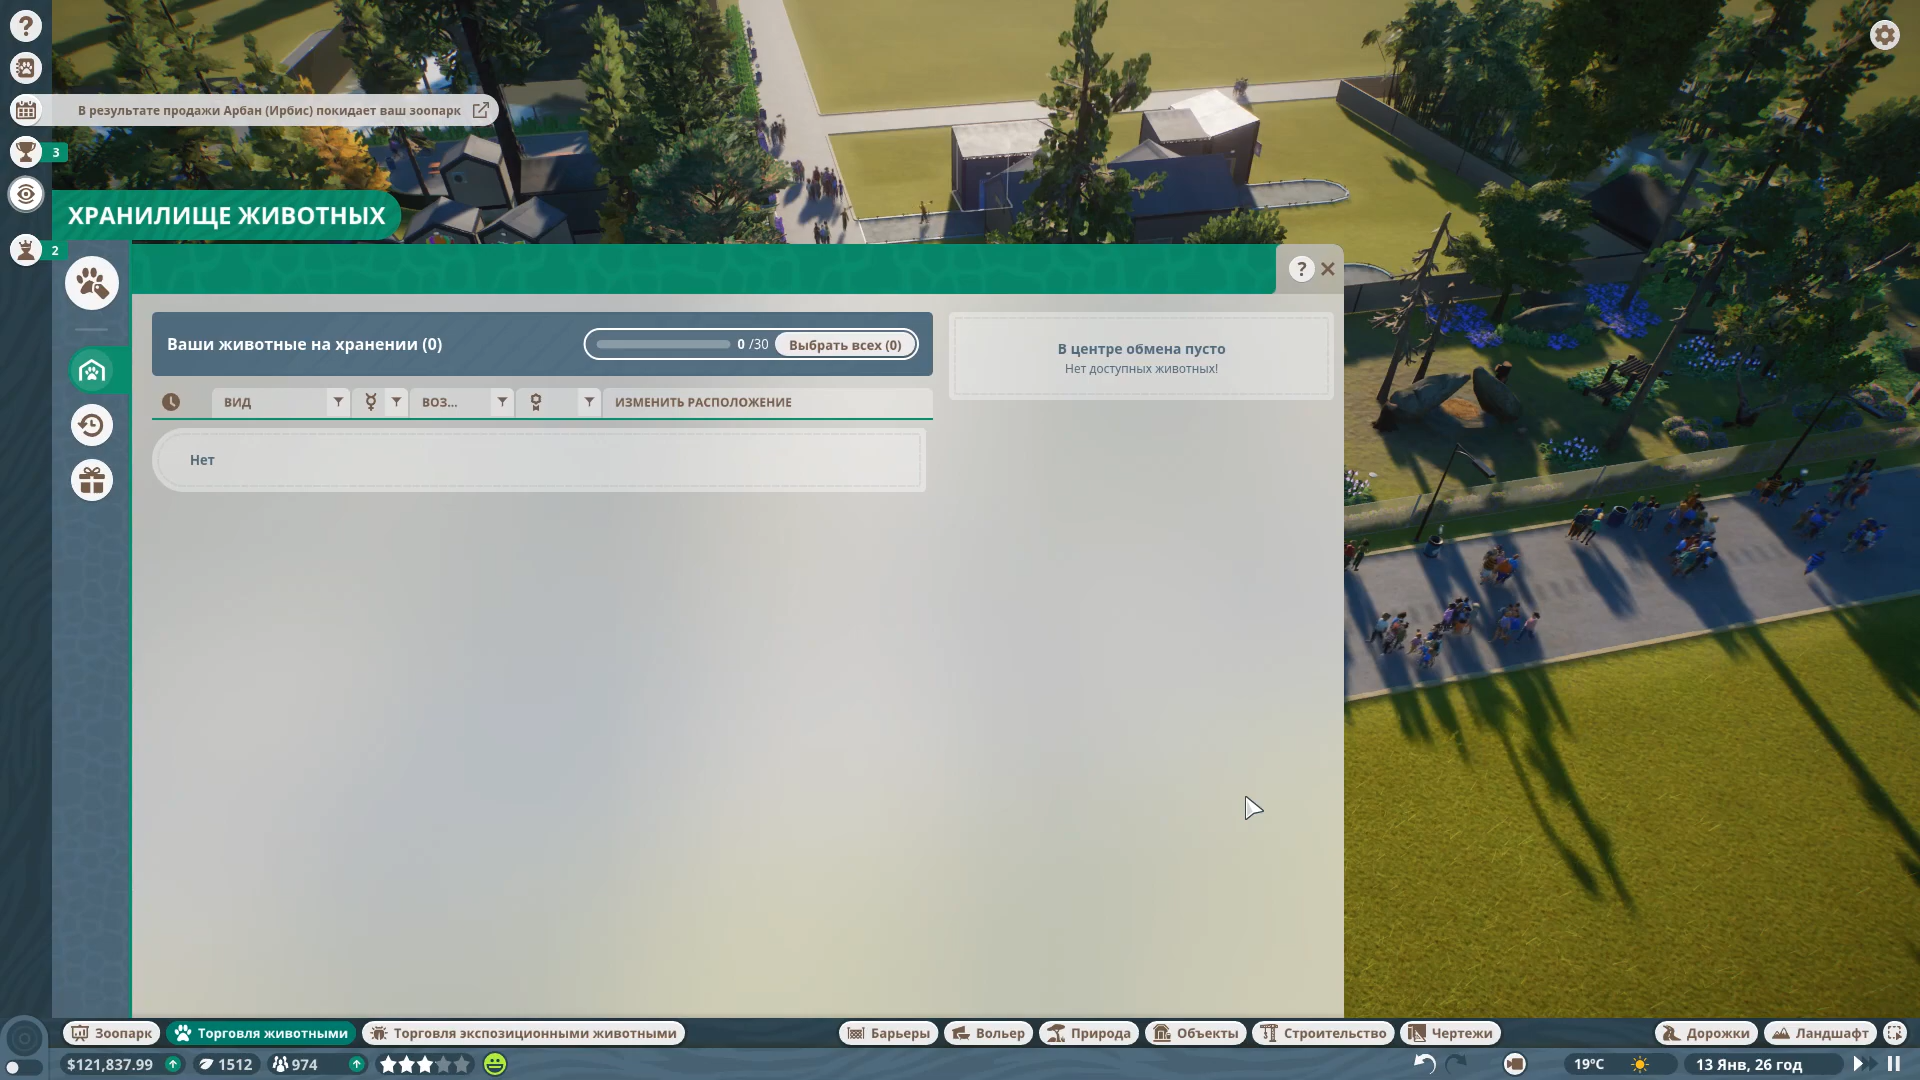 В результате продажи Арбан (Ирбис) покидает ваш зоопарк
3
ХРАНИЛИЩЕ ЖИВОТНЫХ
2
?
?
Ваши животные на хранении (0)
0 /30
Выбрать всех (0)
В центре обмена пусто
Нет доступных животных!
ВИД
ВОЗ...
ИЗМЕНИТЬ РАСПОЛОЖЕНИЕ
Нет
Зоопарк
Торговля животными
Торговля экспозиционными животными
Барьеры
Вольер
Природа
Объекты
Строительство
Чертежи
Дорожки
Ландшафт
$121,837.99
1512
974
19°C
13 Янв, 26 год